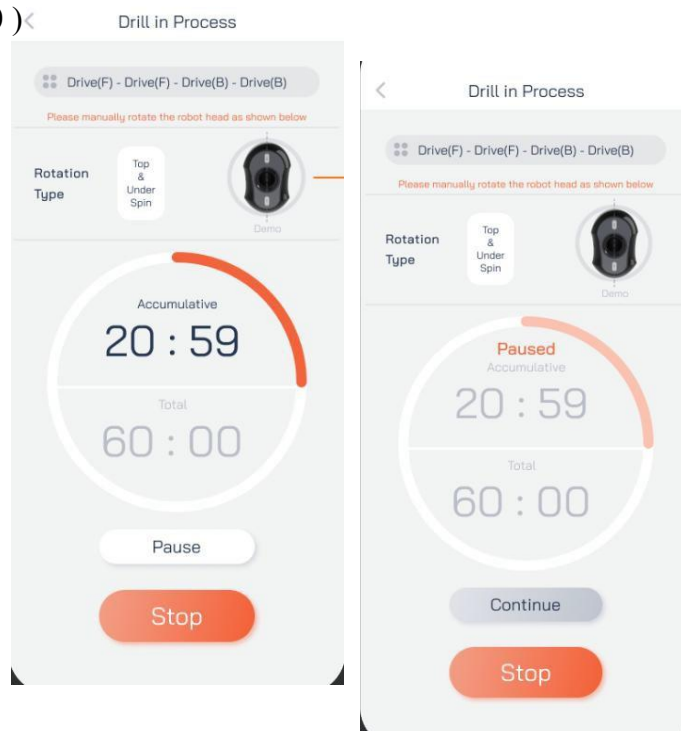 )
Drill in Process
Drive(F) - Drive(F) - Drive(B) - Drive(B)
Please manually rotate the robot head as shown below
Rotation
Type
Top
&
Under
Spin
Demo
Accumulative
20 : 59
Total
60 : 00
Pause
Stop
Drill in Process
Drive(F) - Drive(F) - Drive(B) - Drive(B)
Please manually rotate the robot head as shown below
Rotation
Type
Top
&
Under
Spin
Demo
Paused
Accumulative
20 : 59
Total
60 : 00
Continue
Stop